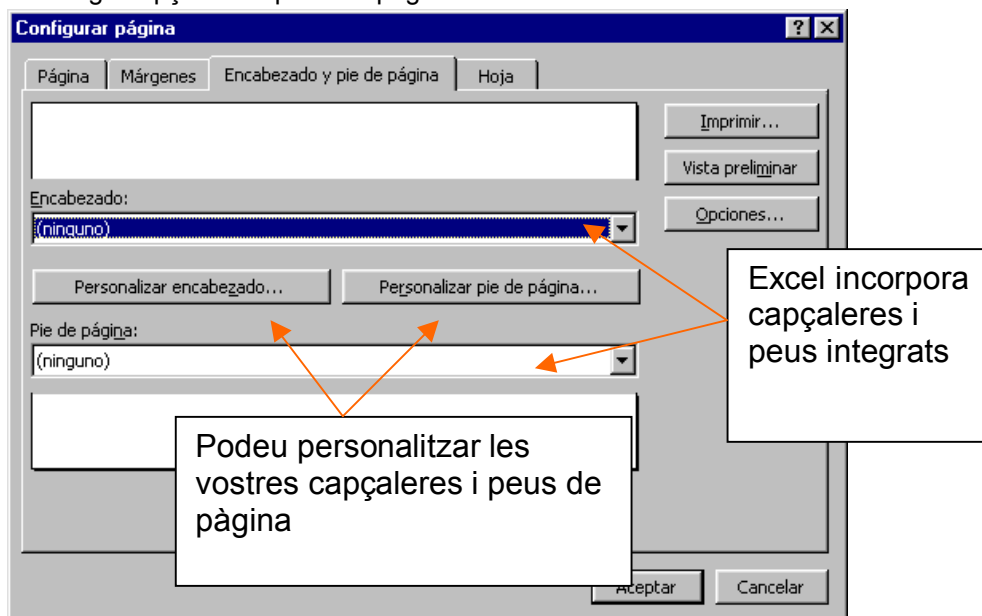 Configurar página
Página Márgenes Encabezado y pie de página Hoja
Imprimir...
Vista preliminar
Opciones...
Encabezado:
(ninguno)
Personalizar encabezado... Personalizar pie de página...
Pie de página:
(ninguno)
Excel incorpora
capçaleres i
peus integrats
Podeu personalitzar les
vostres capçaleres i peus de
pàgina
Aceptar Cancelar